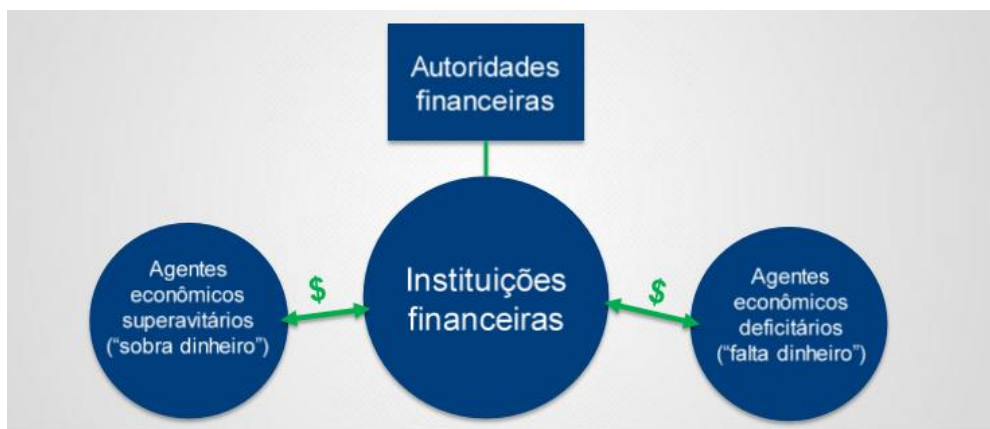 Autoridades
financeiras
Agentes
econômicos
superavitários
(“sobra dinheiro”)
$
Instituições
financeiras
$
Agentes
econômicos
deficitários
(“falta dinheiro”)